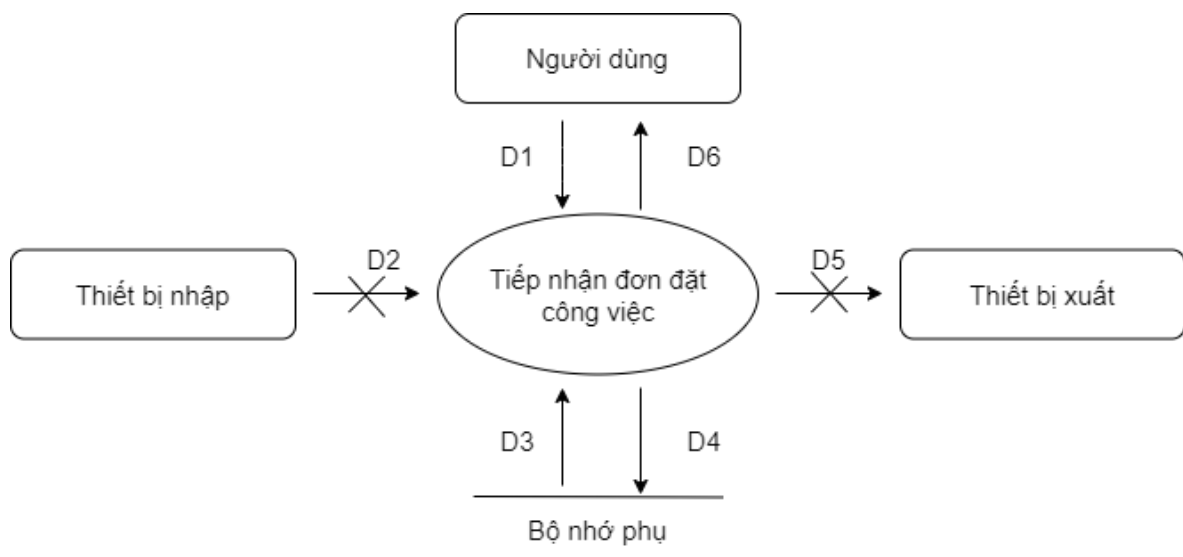 Người dùng
D1
D6
Thiết bị nhập
D2
Tiếp nhận đơn đặt
công việc
D5
Thiết bị xuất
D3
D4
Bộ nhớ phụ